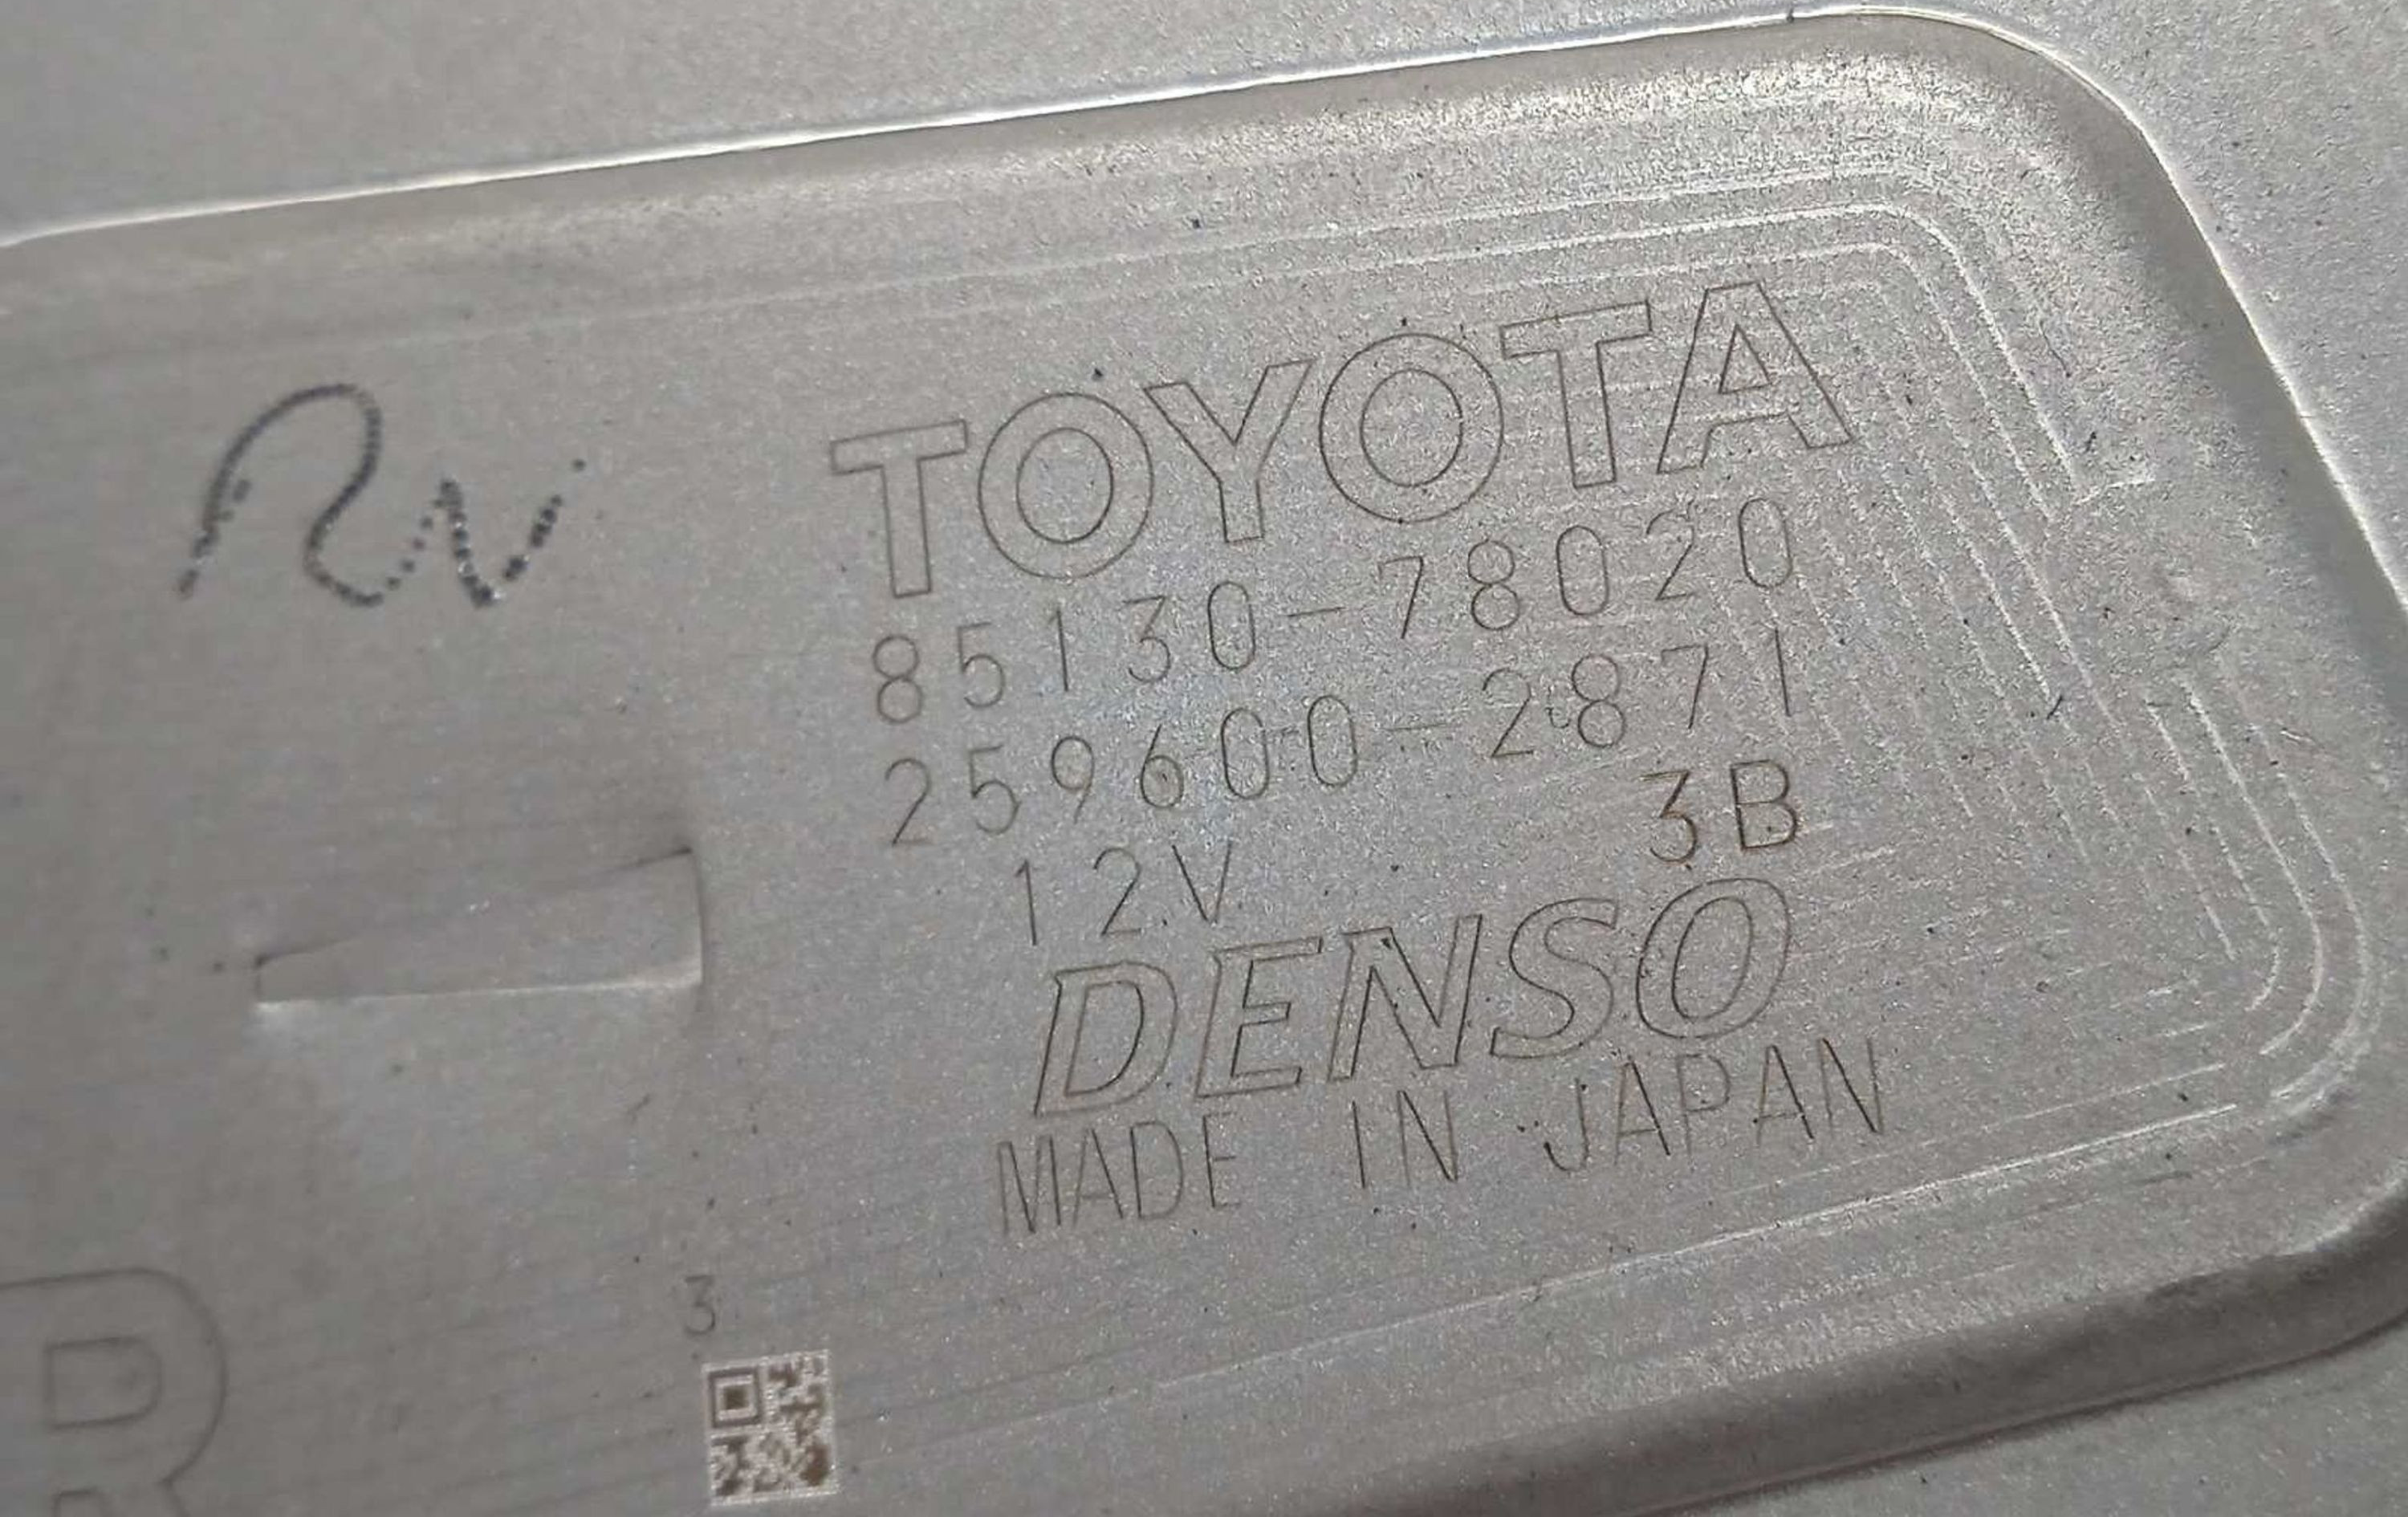 TOYOTA
85130-78020
259600-2871
12V 3B
DENSO
MADE IN JAPAN
3
R